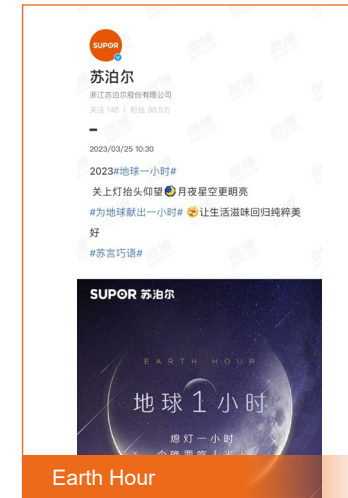 SUPOR
苏泊尔
浙江苏泊尔股份有限公司
关注 148 | 粉丝 98.5万
2023/03/25 10:30
2023#地球一小时#
关上灯抬头仰望🌒月夜星空更明亮
#为地球献出一小时# 🥳让生活滋味回归纯粹美
好
#苏言巧语#
SUPOR 苏泊尔
EARTH HOUR
地球1小时
熄灯一小时
Earth Hour